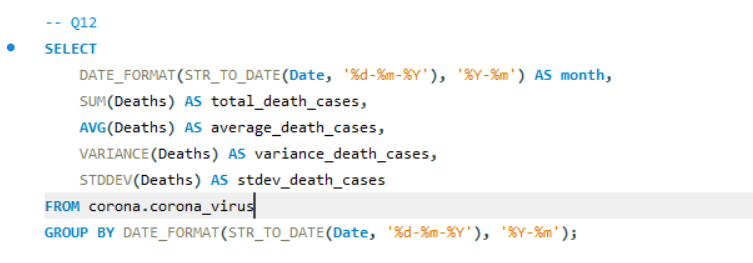 -- Q12
SELECT
DATE_FORMAT(STR_TO_DATE(Date, '%d-%m-%Y'), '%Y-%m') AS month,
SUM(Deaths) AS total_death_cases,
AVG(Deaths) AS average_death_cases,
VARIANCE(Deaths) AS variance_death_cases,
STDDEV(Deaths) AS stdev_death_cases
FROM corona.corona_virus
GROUP BY DATE_FORMAT(STR_TO_DATE(Date, '%d-%m-%Y'), '%Y-%m');